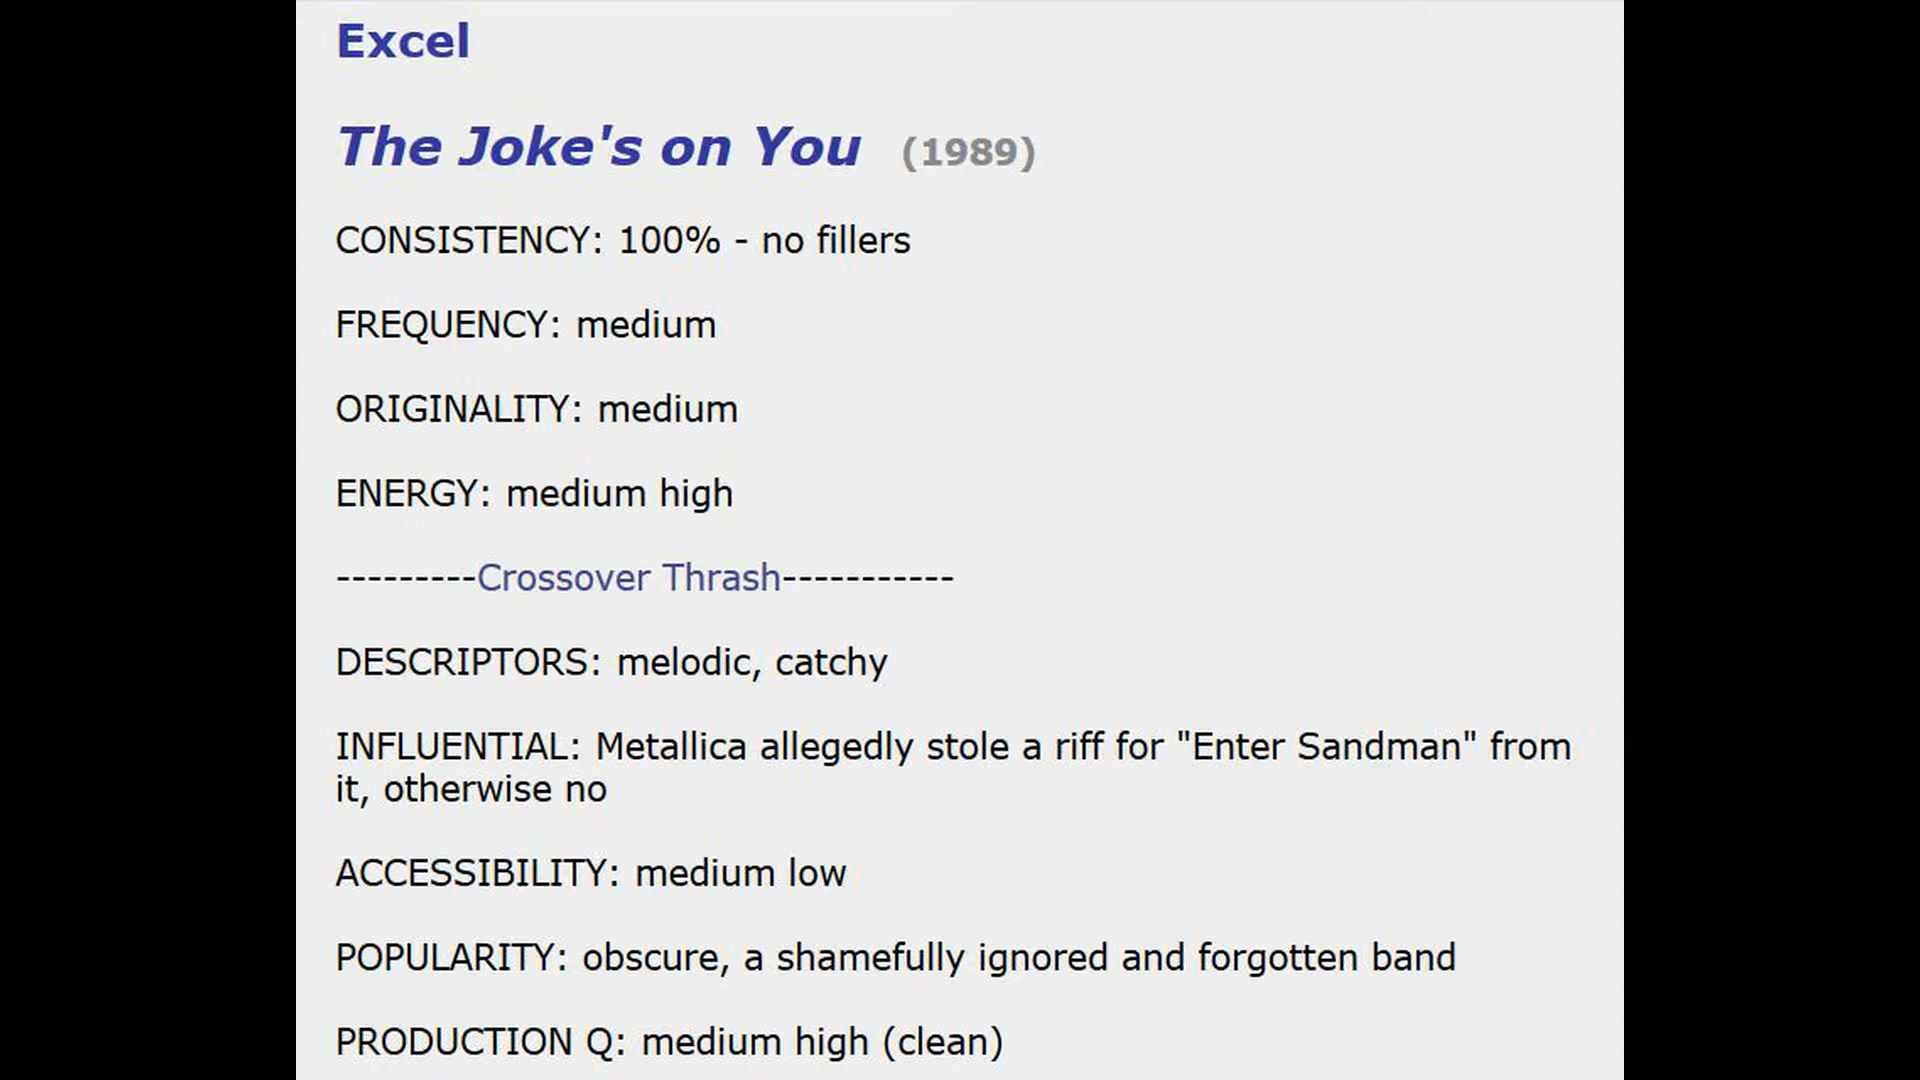 Excel
The Joke's on You (1989)
CONSISTENCY: 100% - no fillers
FREQUENCY: medium
ORIGINALITY: medium
ENERGY: medium high
---------Crossover Thrash-----------
DESCRIPTORS: melodic, catchy
INFLUENTIAL: Metallica allegedly stole a riff for "Enter Sandman" from
it, otherwise no
ACCESSIBILITY: medium low
POPULARITY: obscure, a shamefully ignored and forgotten band
PRODUCTION Q: medium high (clean)